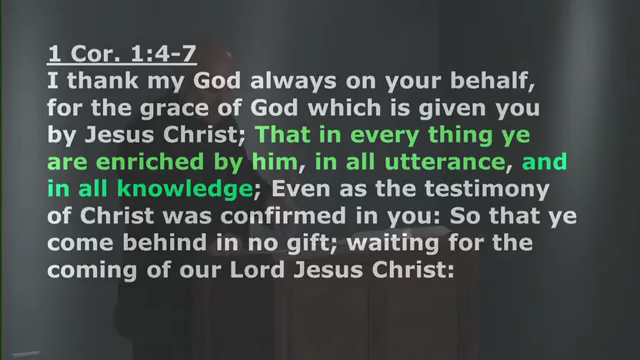 1 Cor. 1:4-7
I thank my God always on your behalf,
for the grace of God which is given you
by Jesus Christ; That in every thing ye
are enriched by him, in all utterance, and
in all knowledge; Even as the testimony
of Christ was confirmed in you: So that ye
come behind in no gift; waiting for the
coming of our Lord Jesus Christ: